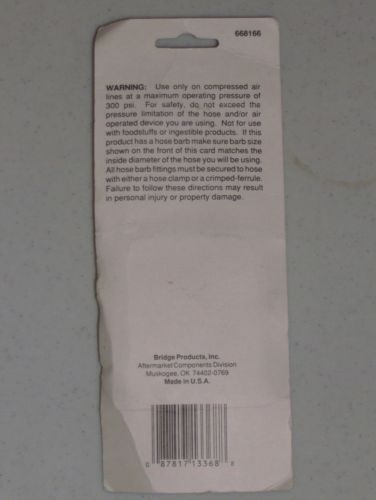 668166
WARNING: Use only on compressed air
lines at a maximum operating pressure of
300 psi. For safety, do not exceed the
pressure limitation of the hose and/or air
operated device you are using. Not for use
with foodstuffs or ingestible products. If this
product has a hose barb make sure barb size
shown on the front of this card matches the
inside diameter of the hose you will be using.
All hose barb fittings must be secured to hose
with either a hose clamp or a crimped-ferrule.
Failure to follow these directions may result
in personal injury or property damage.
Bridge Products, Inc.
Aftermarket Components Division
Muskogee, OK 74402-0769
Made in U.S.A.
0 87817 13368 8